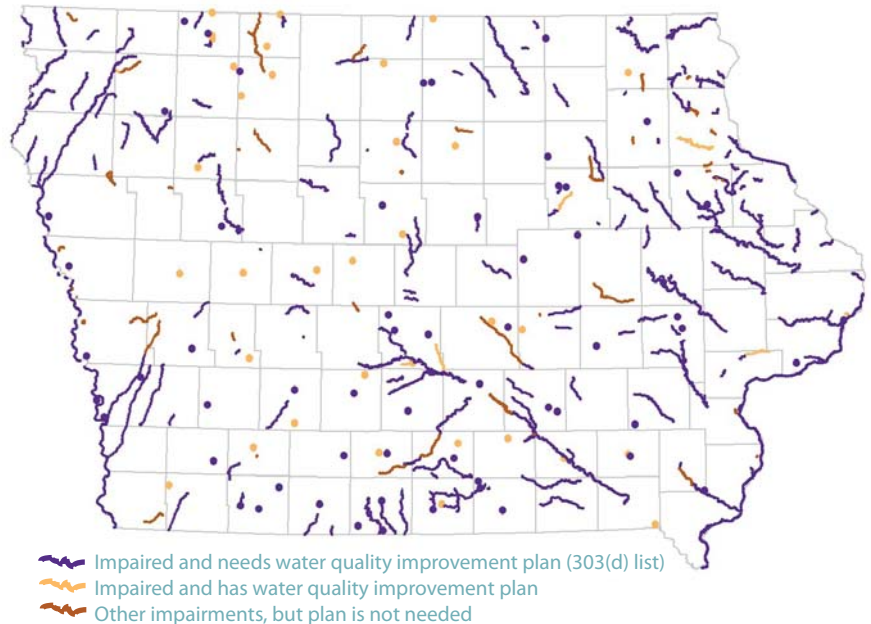 Impaired and needs water quality improvement plan (303(d) list)
Impaired and has water quality improvement plan
Other impairments, but plan is not needed